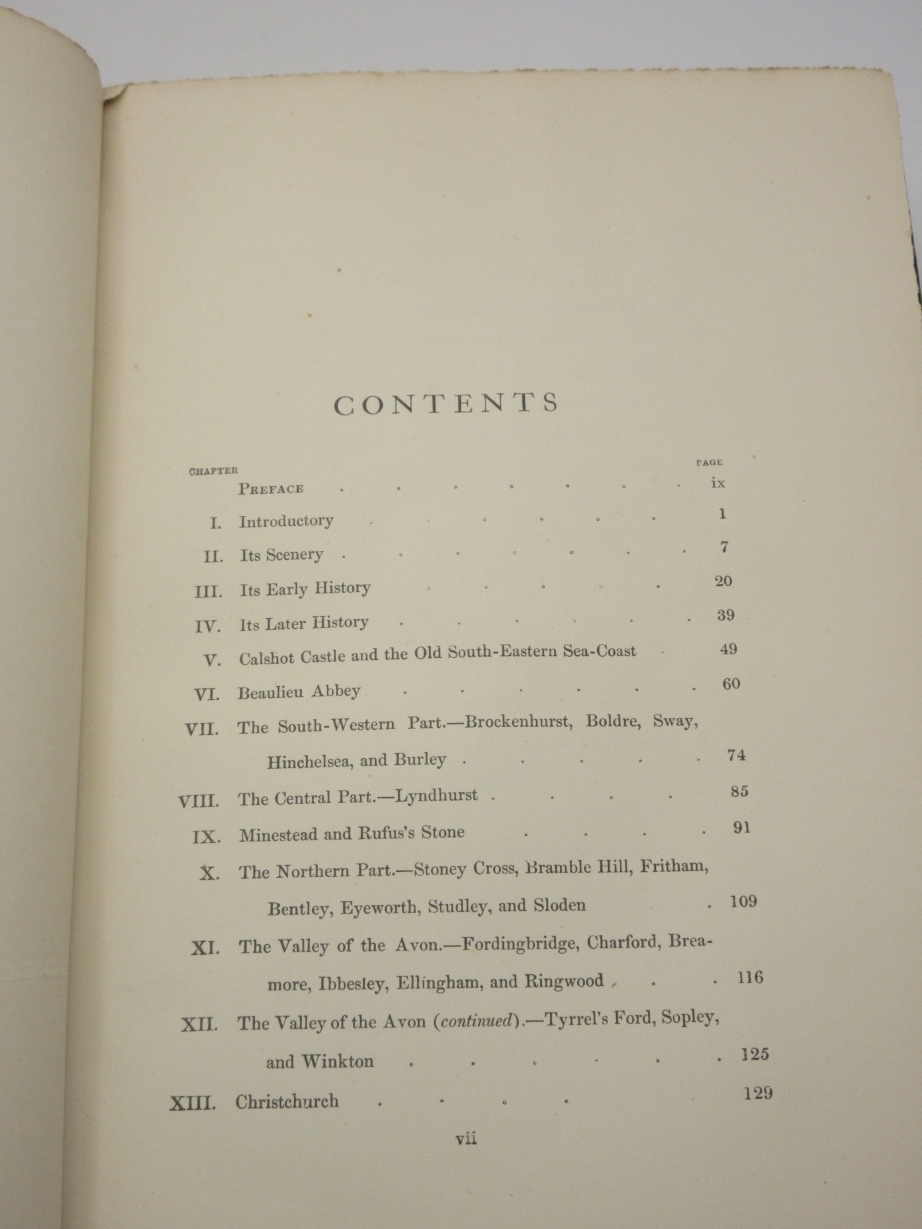 CONTENTS
CHAPTER PAGE
PREFACE . . . . . . . ix
I. Introductory . . . . . . 1
II. Its Scenery . . . . . . . 7
III. Its Early History . . . . . 20
IV. Its Later History . . . . . . 39
V. Calshot Castle and the Old South-Eastern Sea-Coast . 49
VI. Beaulieu Abbey . . . . . . 60
VII. The South-Western Part.—Brockenhurst, Boldre, Sway,
Hinchelsea, and Burley . . . . . 74
VIII. The Central Part.—Lyndhurst . . . . 85
IX. Minestead and Rufus's Stone . . . . 91
X. The Northern Part.—Stoney Cross, Bramble Hill, Fritham,
Bentley, Eyeworth, Studley, and Sloden . 109
XI. The Valley of the Avon.—Fordingbridge, Charford, Brea-
more, Ibbesley, Ellingham, and Ringwood . . . 116
XII. The Valley of the Avon (continued).—Tyrrel's Ford, Sopley,
and Winkton . . . . . . 125
XIII. Christchurch . . . . . 129
vii